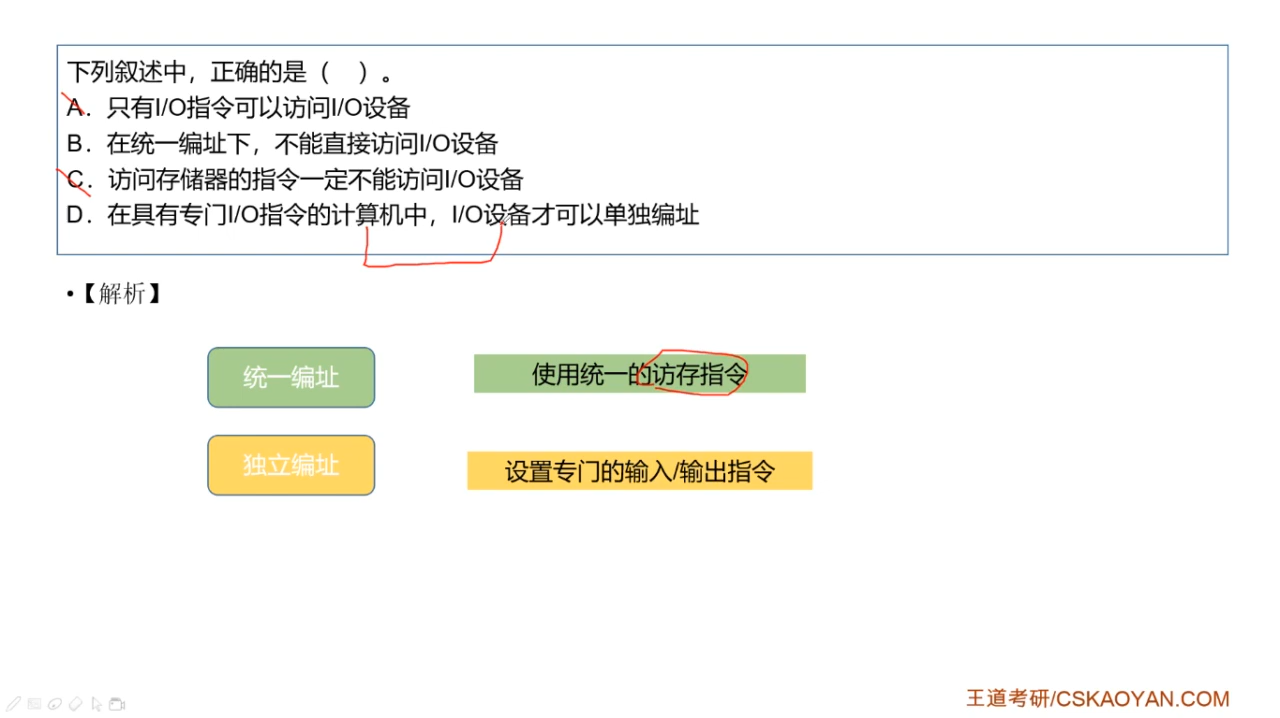 下列叙述中，正确的是（　）。
A．只有I/O指令可以访问I/O设备
B．在统一编址下，不能直接访问I/O设备
C．访问存储器的指令一定不能访问I/O设备
D．在具有专门I/O指令的计算机中，I/O设备才可以单独编址
•【解析】
统一编址
使用统一的访存指令
独立编址
设置专门的输入/输出指令
王道考研/CSKAOYAN.COM